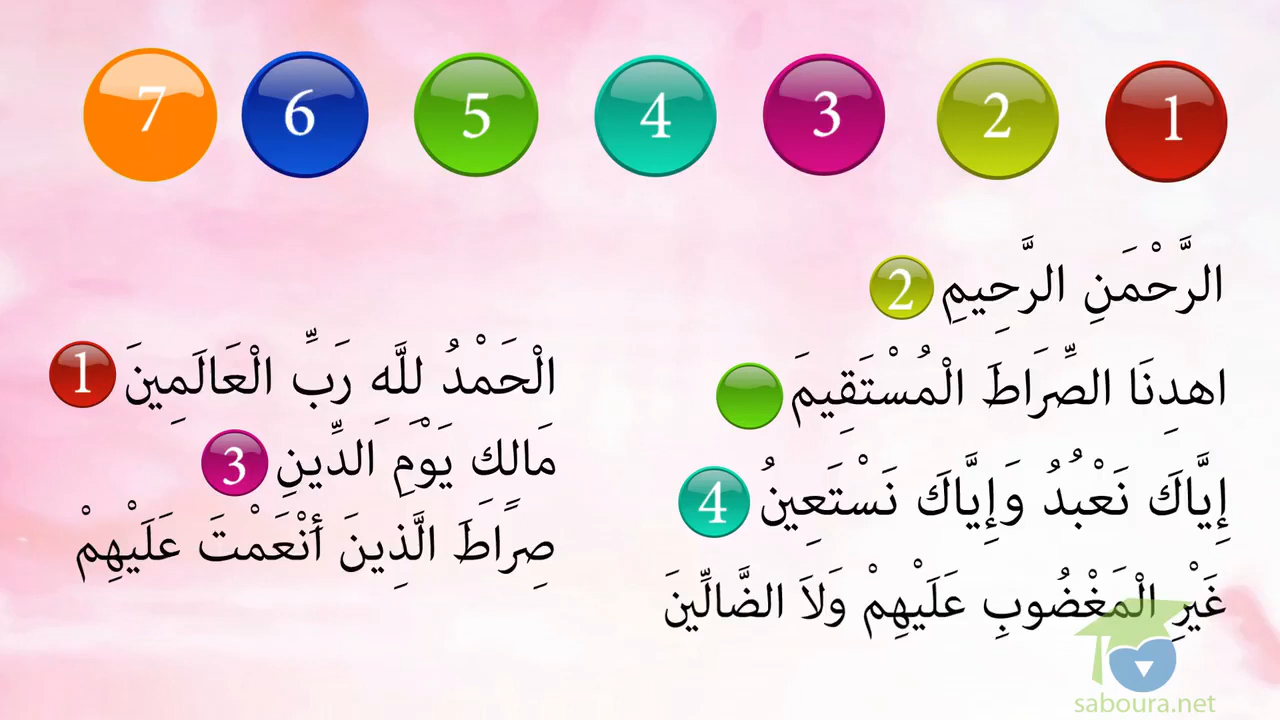 1 2 3 4 5 6 7
الرَّحْمَنِ الرَّحِيمِ 2
اهدِنَا الصِّرَاطَ الْمُسْتَقِيمَ
إِيَّاكَ نَعْبُدُ وَإِيَّاكَ نَسْتَعِينُ 4
غَيْرِ الْمَغْضُوبِ عَلَيْهِمْ وَلاَ الضَّالِّينَ
الْحَمْدُ للَّهِ رَبِّ الْعَالَمِينَ 1
مَالِكِ يَوْمِ الدِّينِ 3
صِرَاطَ الَّذِينَ أَنْعَمْتَ عَلَيْهِمْ
saboura.net